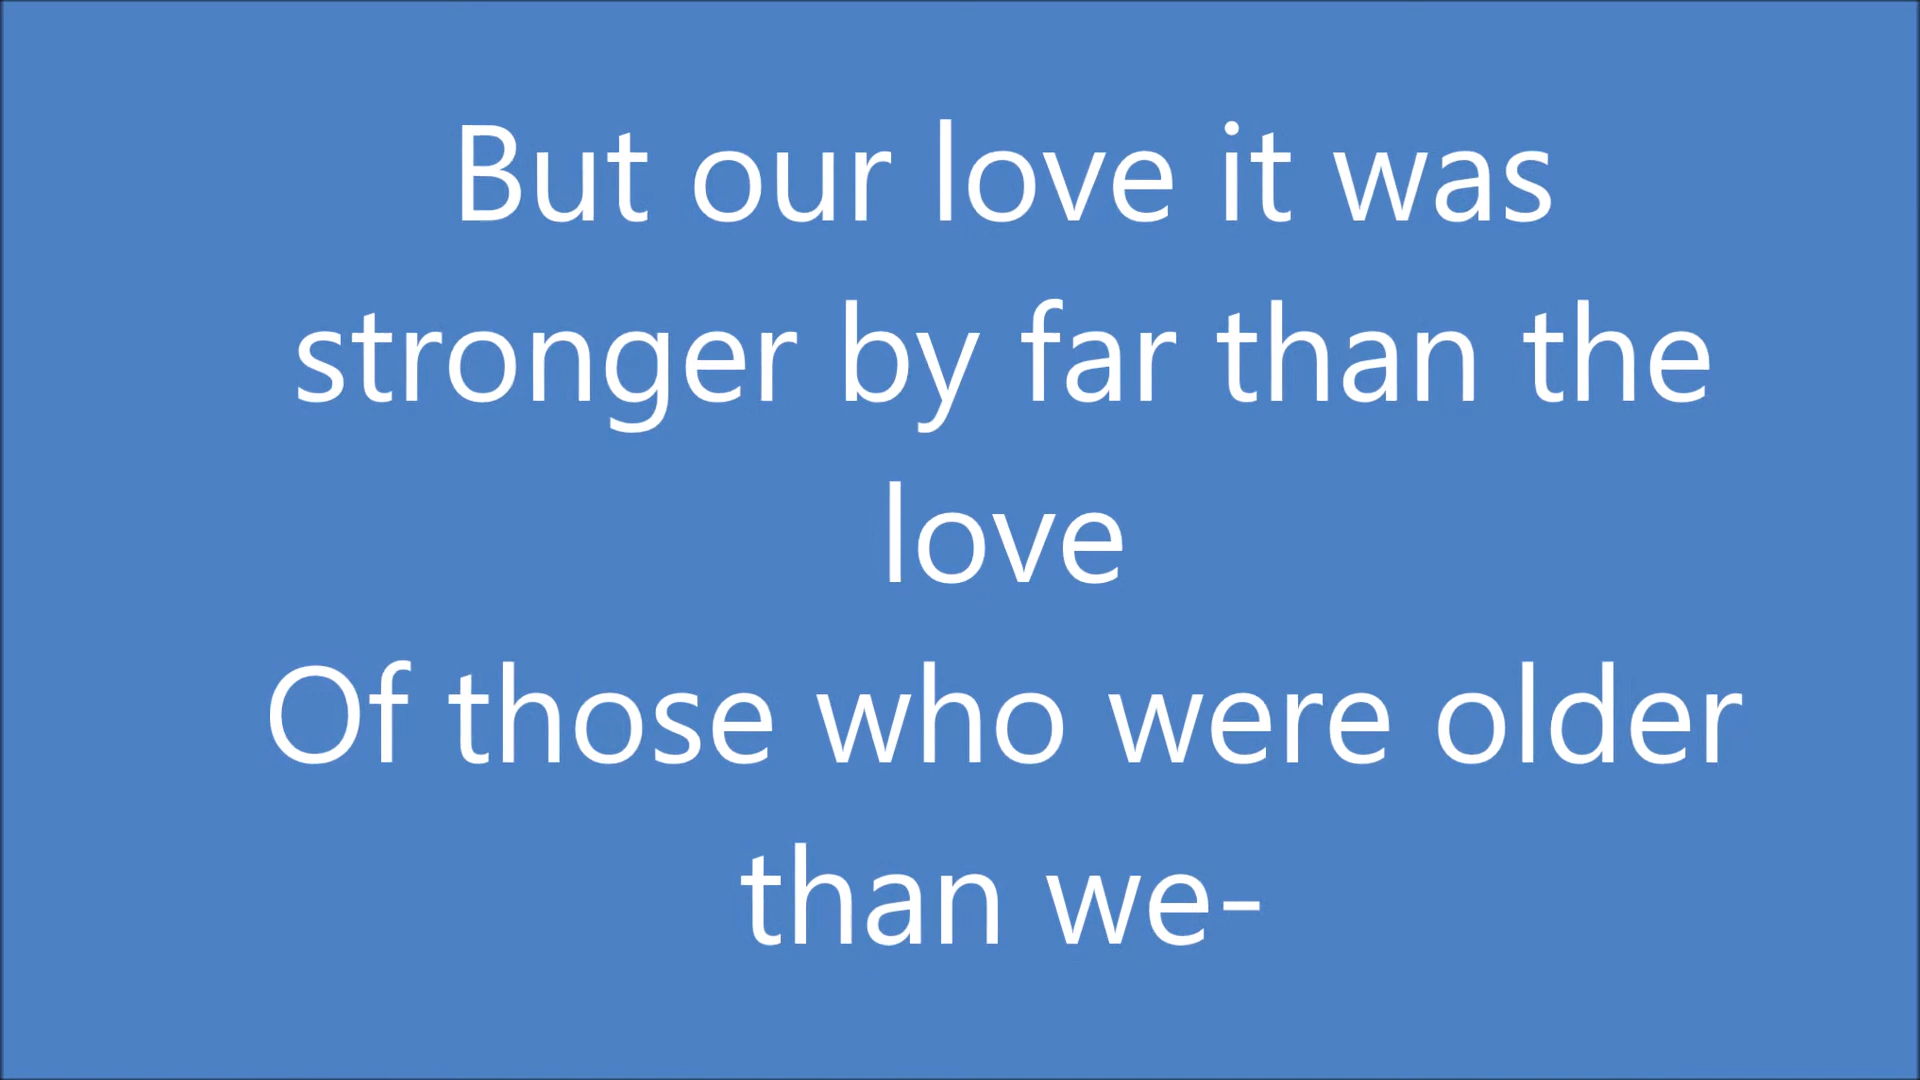 But our love it was
stronger by far than the
love
Of those who were older
than we-